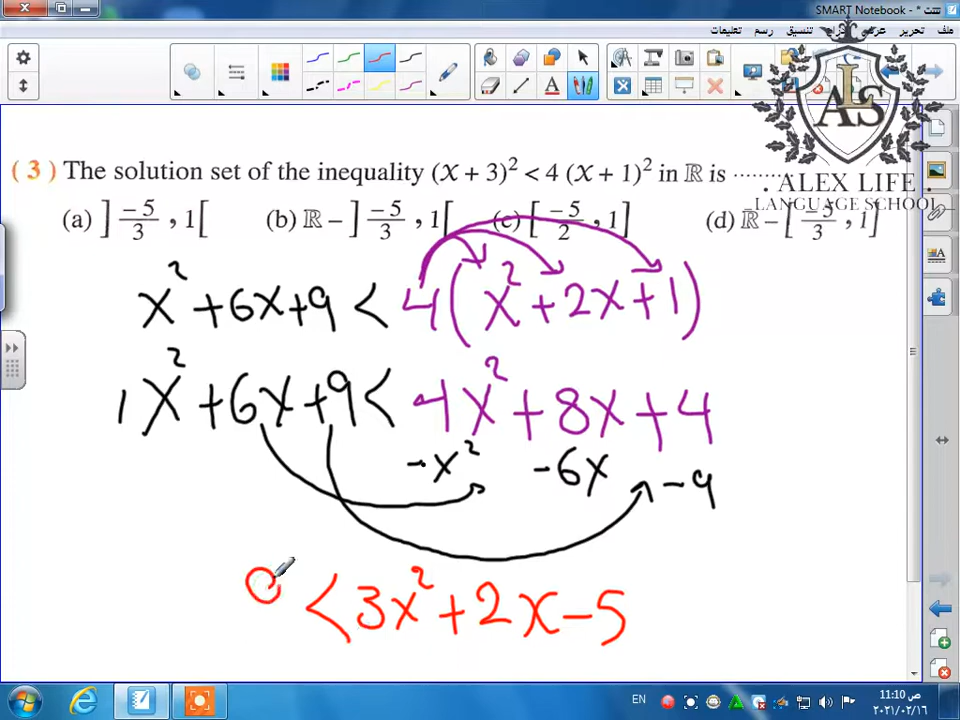 تتت * - SMART Notebook
ملف تحرير عرض إدراج تنسيق رسم تعليمات
ALS
. ALEX LIFE .
LANGUAGE SCHOOL
( 3 ) The solution set of the inequality (X + 3)² < 4 (X + 1)² in ℝ is ..........
(a) ] -5/3 , 1 [ (b) ℝ – ] -5/3 , 1 [ (c) [ -5/2 , 1 ] (d) ℝ – [ -5/3 , 1 ]
x² + 6x + 9 < 4 ( x² + 2x + 1 )
1x² + 6x + 9 < 4x² + 8x + 4
-x² -6x -9
0 < 3x² + 2x - 5
EN
11:10 ص
٢٠٢١/٠٢/١٦